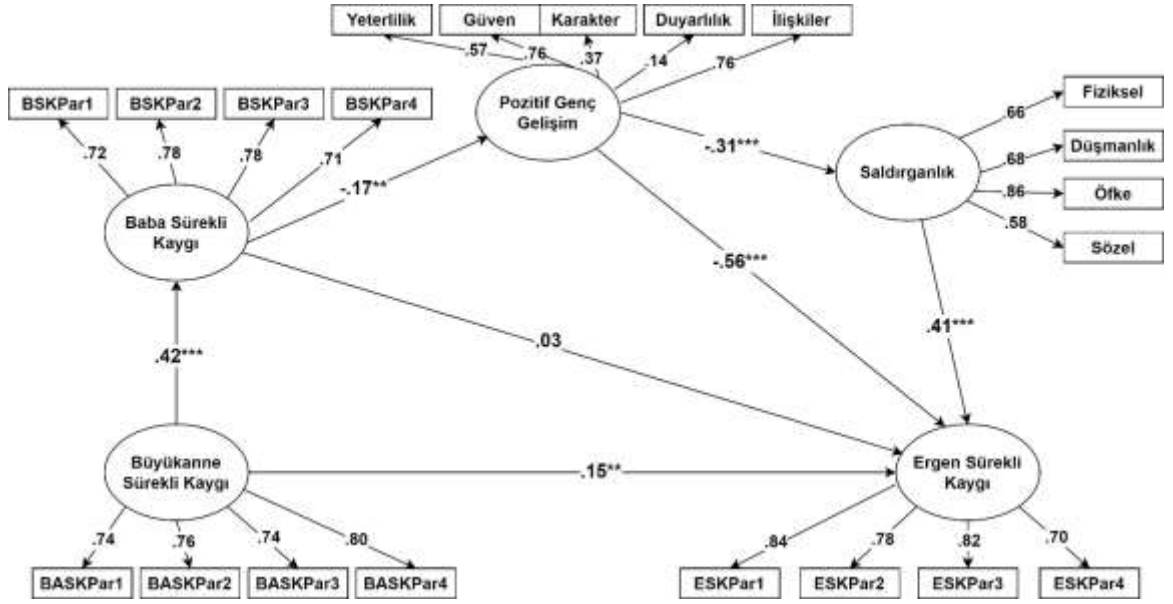 Yeterlilik
Güven
Karakter
Duyarlılık
İlişkiler
.57
.76
.37
.14
.76
BSKPar1
BSKPar2
BSKPar3
BSKPar4
.72
.78
.78
.71
Pozitif Genç
Gelişim
Fiziksel
Düşmanlık
Öfke
Sözel
.66
.68
.86
.58
Saldırganlık
-.31***
-.17**
Baba Sürekli
Kaygı
-.56***
.42***
.03
.41***
Büyükanne
Sürekli Kaygı
.15**
Ergen Sürekli
Kaygı
.74
.76
.74
.80
BASKPar1
BASKPar2
BASKPar3
BASKPar4
.84
.78
.82
.70
ESKPar1
ESKPar2
ESKPar3
ESKPar4